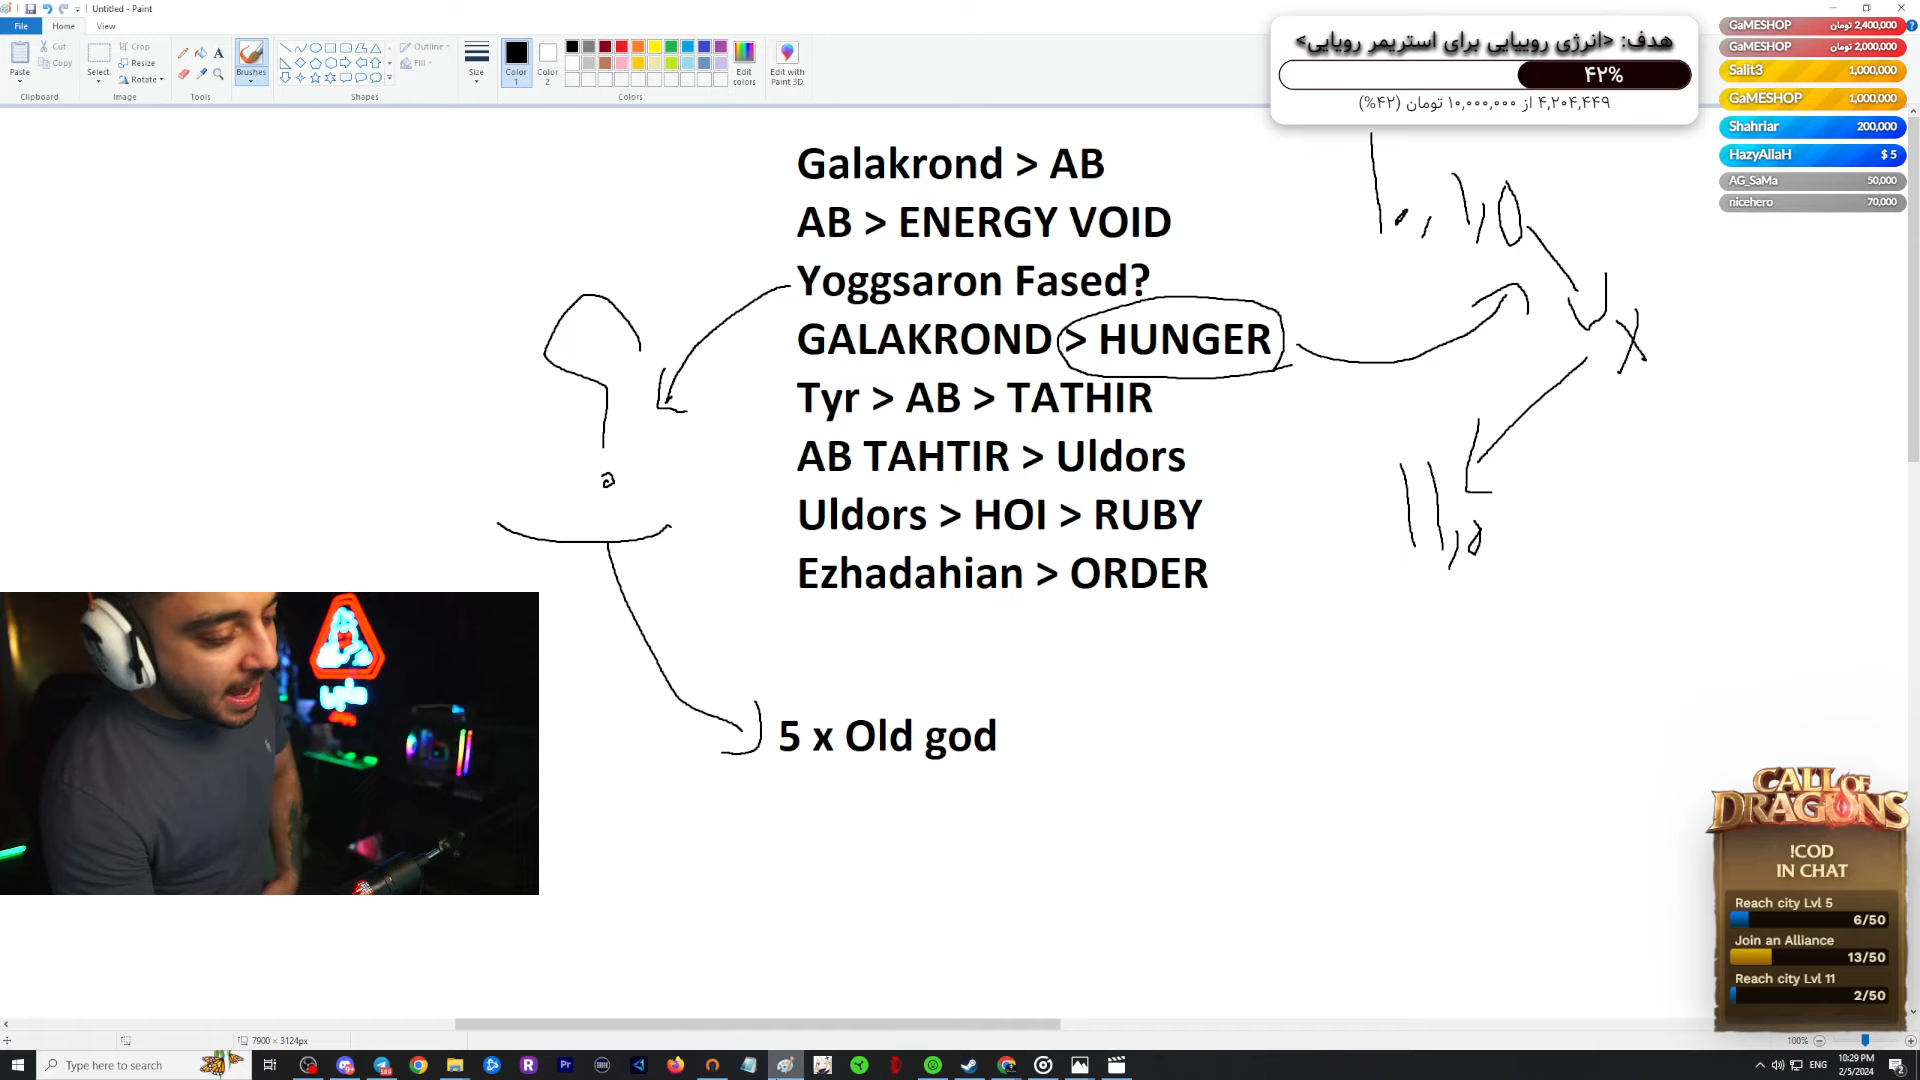 Untitled - Paint
File
Home
View
Paste
Cut
Copy
Clipboard
Select
Crop
Resize
Rotate
Image
Tools
Brushes
Outline
Fill
Shapes
Size
Color 1
Color 2
Colors
Edit colors
Edit with Paint 3D
هدف: <انرژی روییایی برای استریمر رویایی>
۴۲%
۴,۲۰۴,۴۴۹ از ۱۰,۰۰۰,۰۰۰ تومان (۴۲%)
GaMESHOP 2,400,000 تومان
GaMESHOP 2,000,000 تومان
Salit3 1,000,000
GaMESHOP 1,000,000
Shahriar 200,000
HazyAllaH $ 5
AG_SaMa 50,000
nicehero 70,000
Galakrond > AB
AB > ENERGY VOID
Yoggsaron Fased?
GALAKROND > HUNGER
Tyr > AB > TATHIR
AB TAHTIR > Uldors
Uldors > HOI > RUBY
Ezhadahian > ORDER
5 x Old god
CALL OF DRAGONS
!COD
IN CHAT
Reach city Lvl 5
6/50
Join an Alliance
13/50
Reach city Lvl 11
2/50
7900 × 3124px
100%
Type here to search
ENG
10:29 PM
2/5/2024